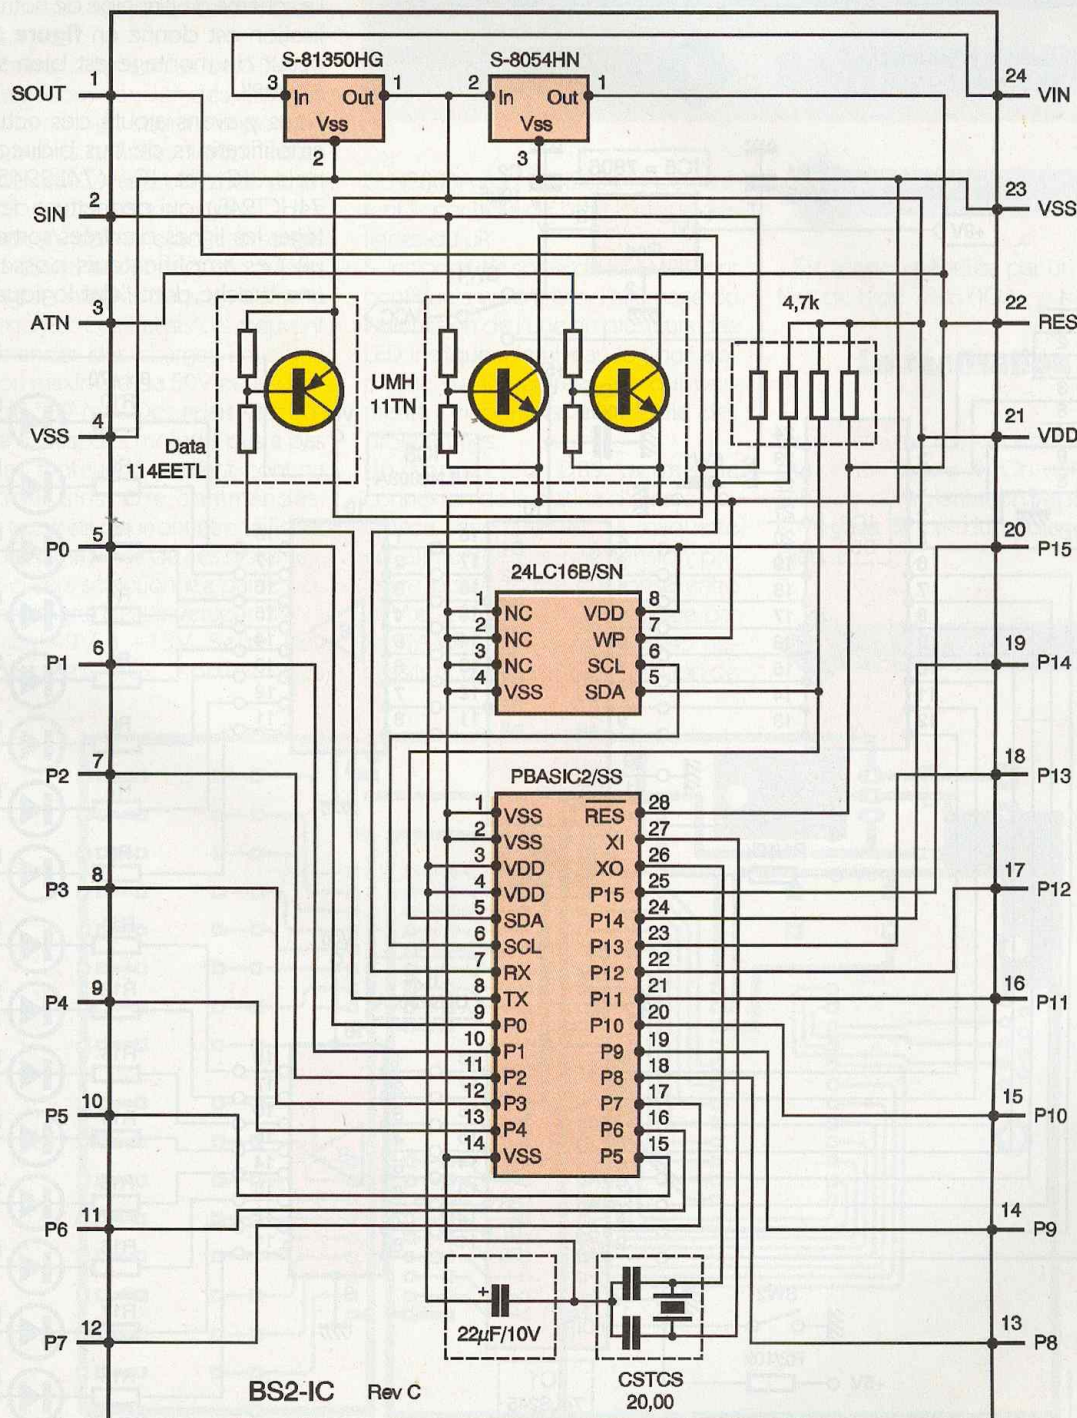 S-81350HG
S-8054HN
1
SOUT
3
In
Out
1
Vss
2
2
In
Out
1
Vss
3
24
VIN
2
SIN
23
VSS
3
ATN
4,7k
22
RES
UMH
11TN
4
VSS
Data
114EETL
21
VDD
5
P0
20
P15
24LC16B/SN
1
NC
VDD
8
2
NC
WP
7
3
NC
SCL
6
4
VSS
SDA
5
6
P1
19
P14
7
P2
18
P13
PBASIC2/SS
1
VSS
RES
28
2
VSS
XI
27
3
VDD
XO
26
4
VDD
P15
25
5
SDA
P14
24
6
SCL
P13
23
7
RX
P12
22
8
TX
P11
21
9
P0
P10
20
10
P1
P9
19
11
P2
P8
18
12
P3
P7
17
13
P4
P6
16
14
VSS
P5
15
8
P3
17
P12
9
P4
16
P11
10
P5
15
P10
11
P6
14
P9
12
P7
13
P8
+
22µF/10V
CSTCS
20,00
BS2-IC Rev C